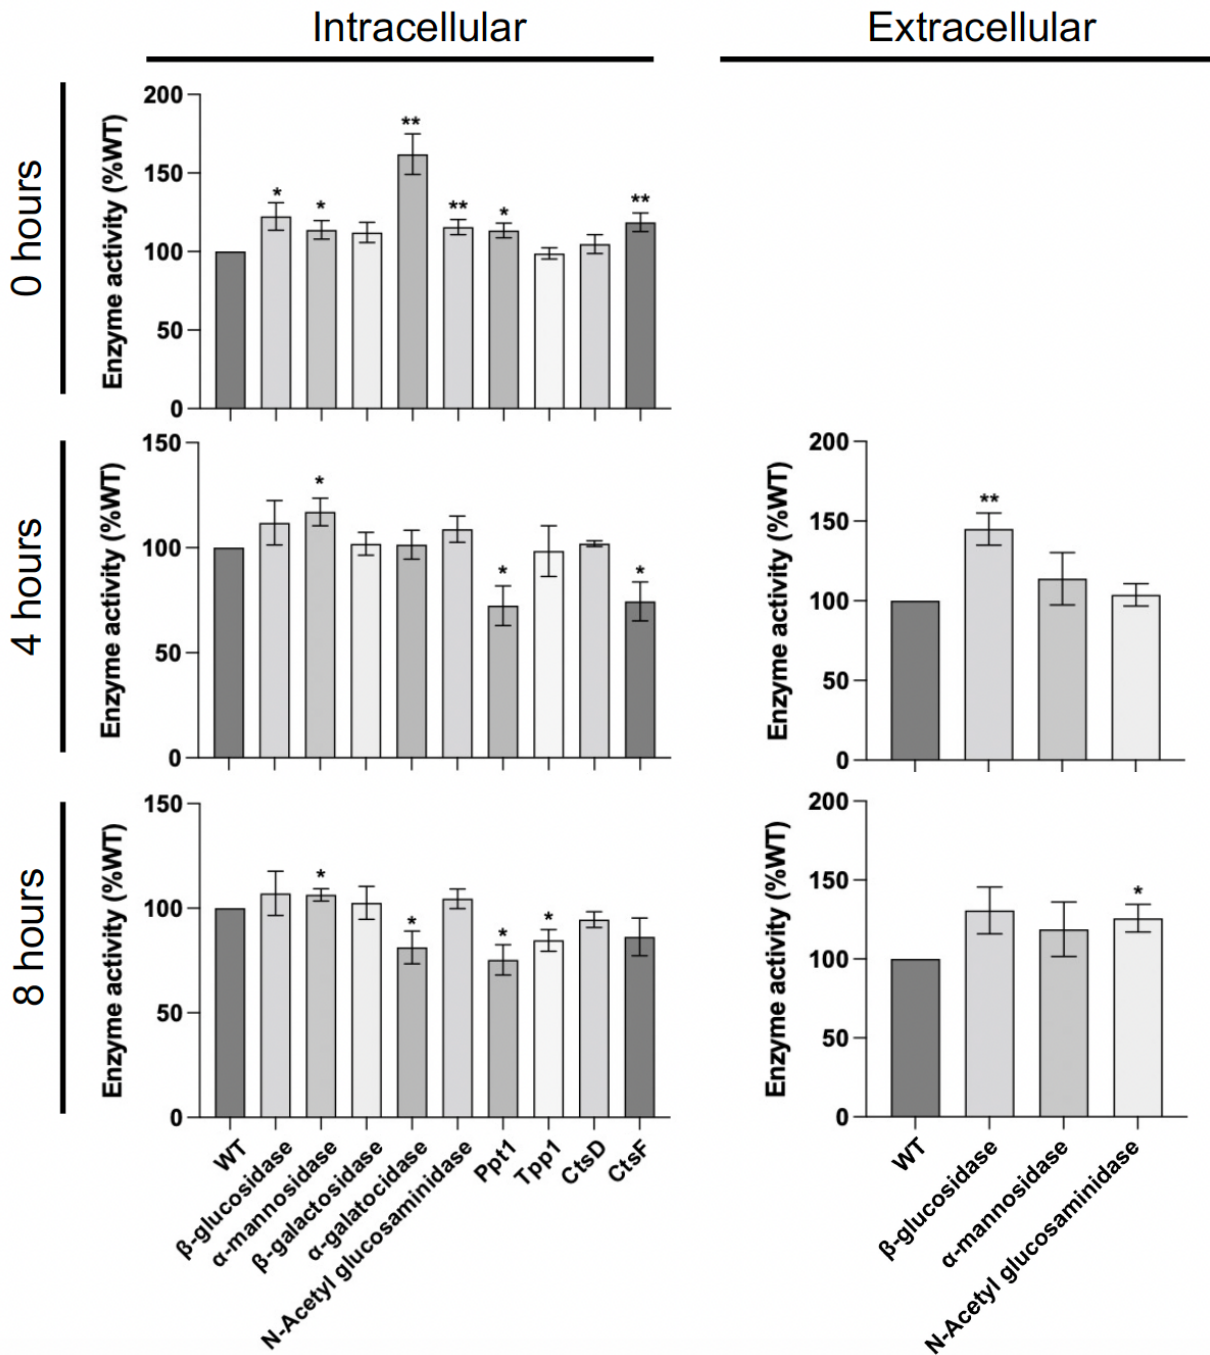 Intracellular
Extracellular
0 hours
Enzyme activity (%WT)
200
150
100
50
0
*
*
**
**
*
**
4 hours
Enzyme activity (%WT)
150
100
50
0
*
*
*
Enzyme activity (%WT)
200
150
100
50
0
**
8 hours
Enzyme activity (%WT)
150
100
50
0
*
*
*
*
WT
β-glucosidase
α-mannosidase
β-galactosidase
α-galatocidase
N-Acetyl glucosaminidase
Ppt1
Tpp1
CtsD
CtsF
Enzyme activity (%WT)
200
150
100
50
0
*
WT
β-glucosidase
α-mannosidase
N-Acetyl glucosaminidase